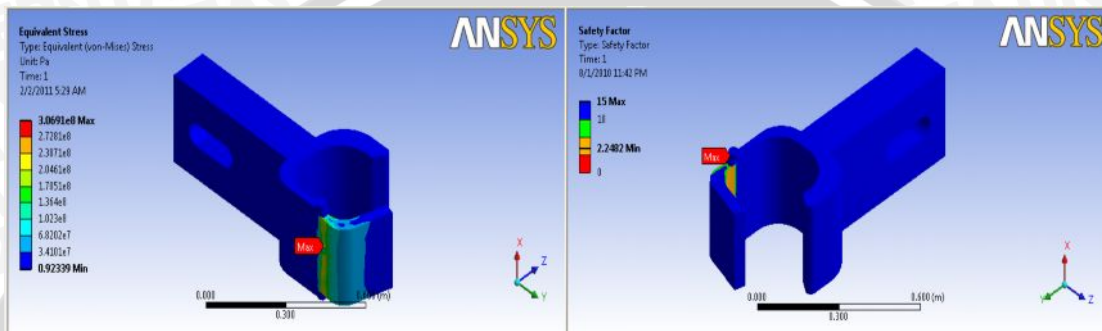 Equivalent Stress
Type: Equivalent (von-Mises) Stress
Unit: Pa
Time: 1
2/2/2011 5:29 AM
3.0691e8 Max
2.7281e8
2.3871e8
2.0461e8
1.7051e8
1.364e8
1.023e8
6.8202e7
3.4101e7
0.92339 Min
ANSYS
Max
X
Z
Y
0.000
0.600 (m)
0.300
Safety Factor
Type: Safety Factor
Time: 1
8/1/2010 11:42 PM
15 Max
10
2.2482 Min
0
ANSYS
Max
X
Y
Z
0.000
0.600 (m)
0.300